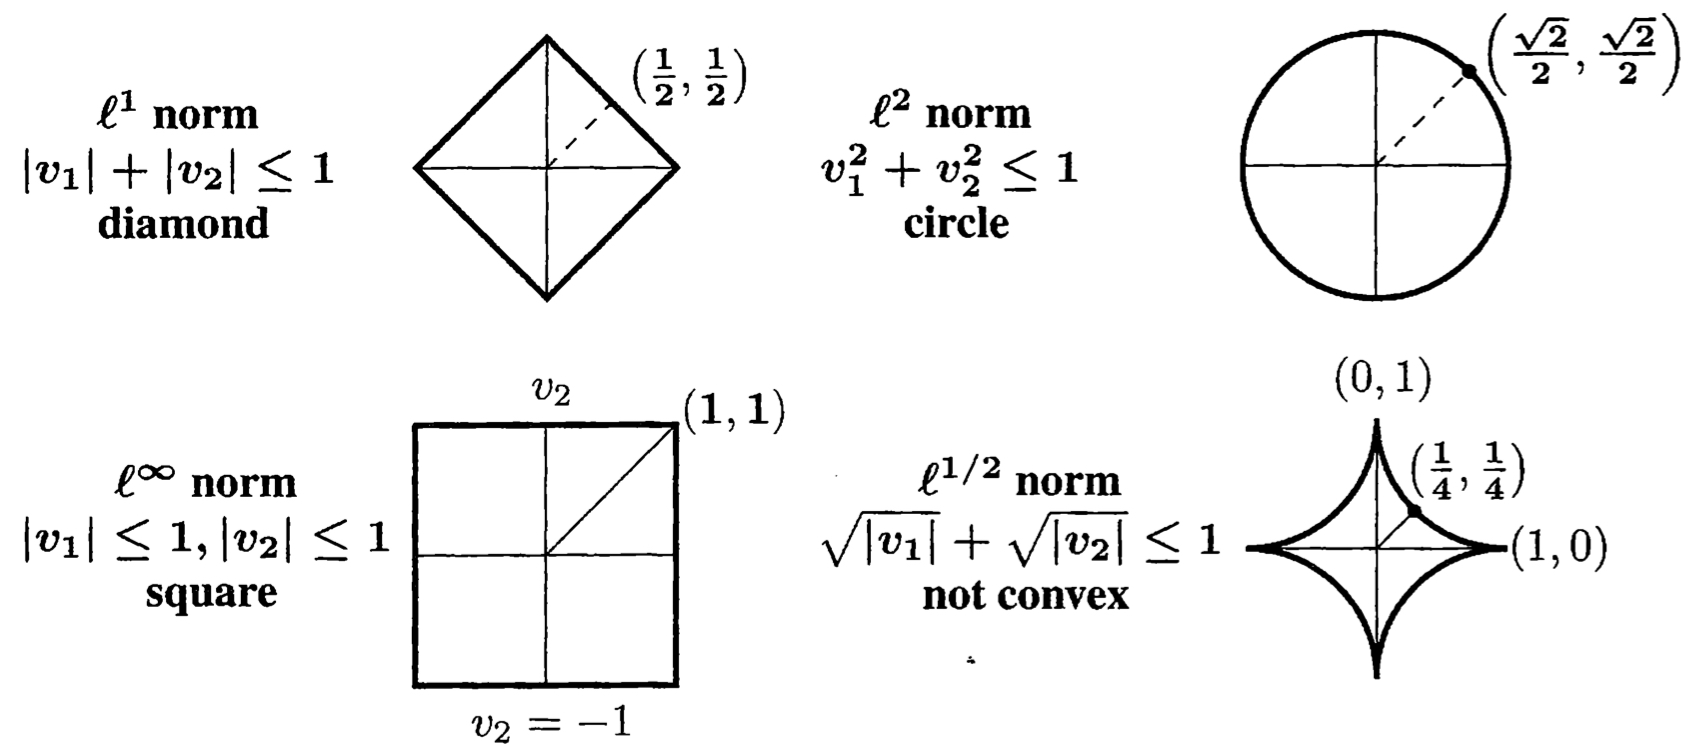 ℓ¹ norm
|v₁| + |v₂| ≤ 1
diamond
(1/2, 1/2)
ℓ² norm
v₁² + v₂² ≤ 1
circle
(√2/2, √2/2)
ℓ^∞ norm
|v₁| ≤ 1, |v₂| ≤ 1
square
v₂
(1, 1)
v₂ = −1
ℓ^{1/2} norm
√|v₁| + √|v₂| ≤ 1
not convex
(0, 1)
(1/4, 1/4)
(1, 0)